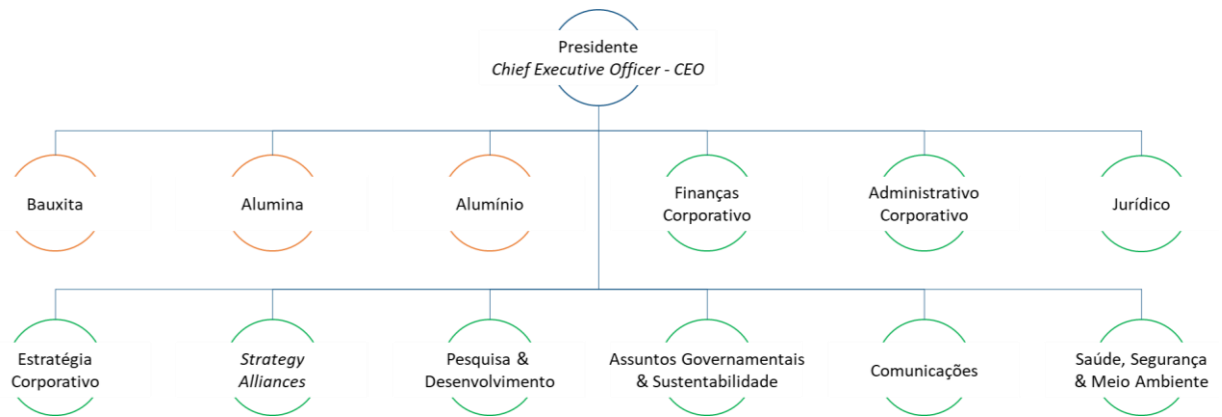 Presidente
Chief Executive Officer - CEO
Bauxita
Alumina
Alumínio
Finanças
Corporativo
Administrativo
Corporativo
Jurídico
Estratégia
Corporativo
Strategy
Alliances
Pesquisa &
Desenvolvimento
Assuntos Governamentais
& Sustentabilidade
Comunicações
Saúde, Segurança
& Meio Ambiente